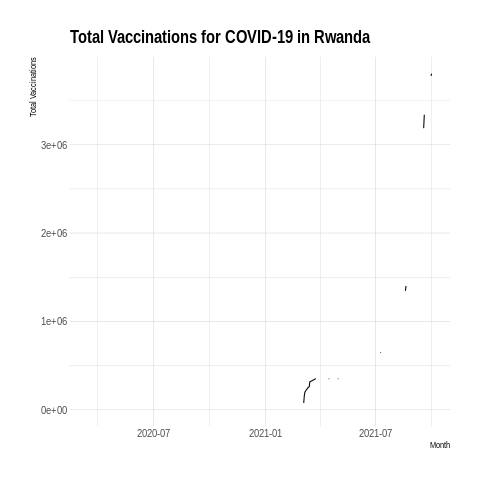 Total Vaccinations for COVID-19 in Rwanda
Total Vaccinations
3e+06
2e+06
1e+06
0e+00
2020-07 2021-01 2021-07
Month